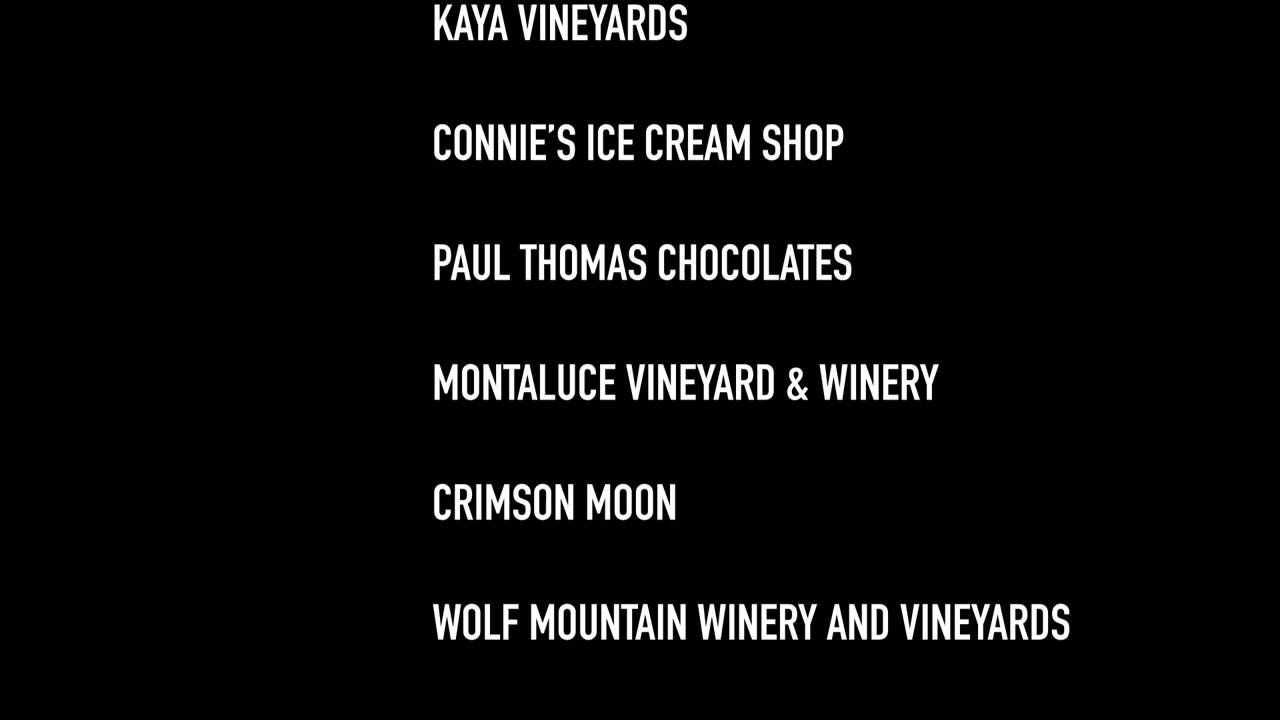 KAYA VINEYARDS
CONNIE’S ICE CREAM SHOP
PAUL THOMAS CHOCOLATES
MONTALUCE VINEYARD & WINERY
CRIMSON MOON
WOLF MOUNTAIN WINERY AND VINEYARDS